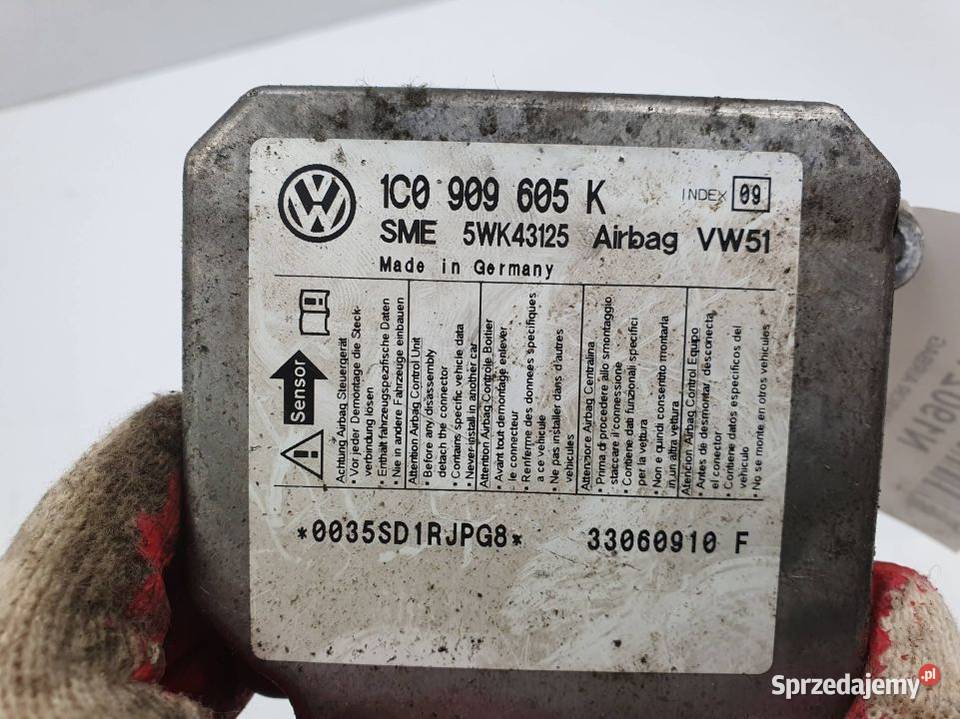 1C0 909 605 K
INDEX 09
SME 5WK43125 Airbag VW51
Made in Germany
Sensor
Achtung Airbag Steuergerät
• Vor jeder Demontage die Steck-
verbindung lösen
• Enthält fahrzeugspezifische Daten
• Nie in andere Fahrzeuge einbauen
Attention Airbag Control Unit
• Before any disassembly
detach the connector
• Contains specific vehicle data
• Never install in another car
Attention Airbag Controle Boitier
• Avant tout demontage enlever
le connecteur
• Renferme des donnees specifiques
a ce vehicule
• Ne pas installer dans d'autres
vehicules
Attenzione Airbag Centralina
• Prima di procedere allo smontaggio
staccare il connessione
• Contiene dati funzionali specifici
per la vettura
• Non e quindi consentito montarla
in un altra vettura
Atencion Airbag Control Equipo
• Antes de desmontar, desconecta
el conector
• Contiene datos especificos del
vehiculo
• No se monte en otros vehiculos
*0035SD1RJPG8*
33060910 F
Sprzedajemy.pl